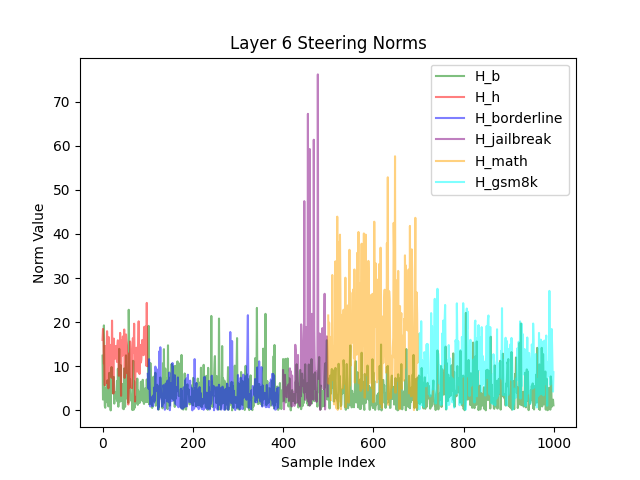 Layer 6 Steering Norms
Norm Value
70
60
50
40
30
20
10
0
0
200
400
600
800
1000
Sample Index
H_b
H_h
H_borderline
H_jailbreak
H_math
H_gsm8k